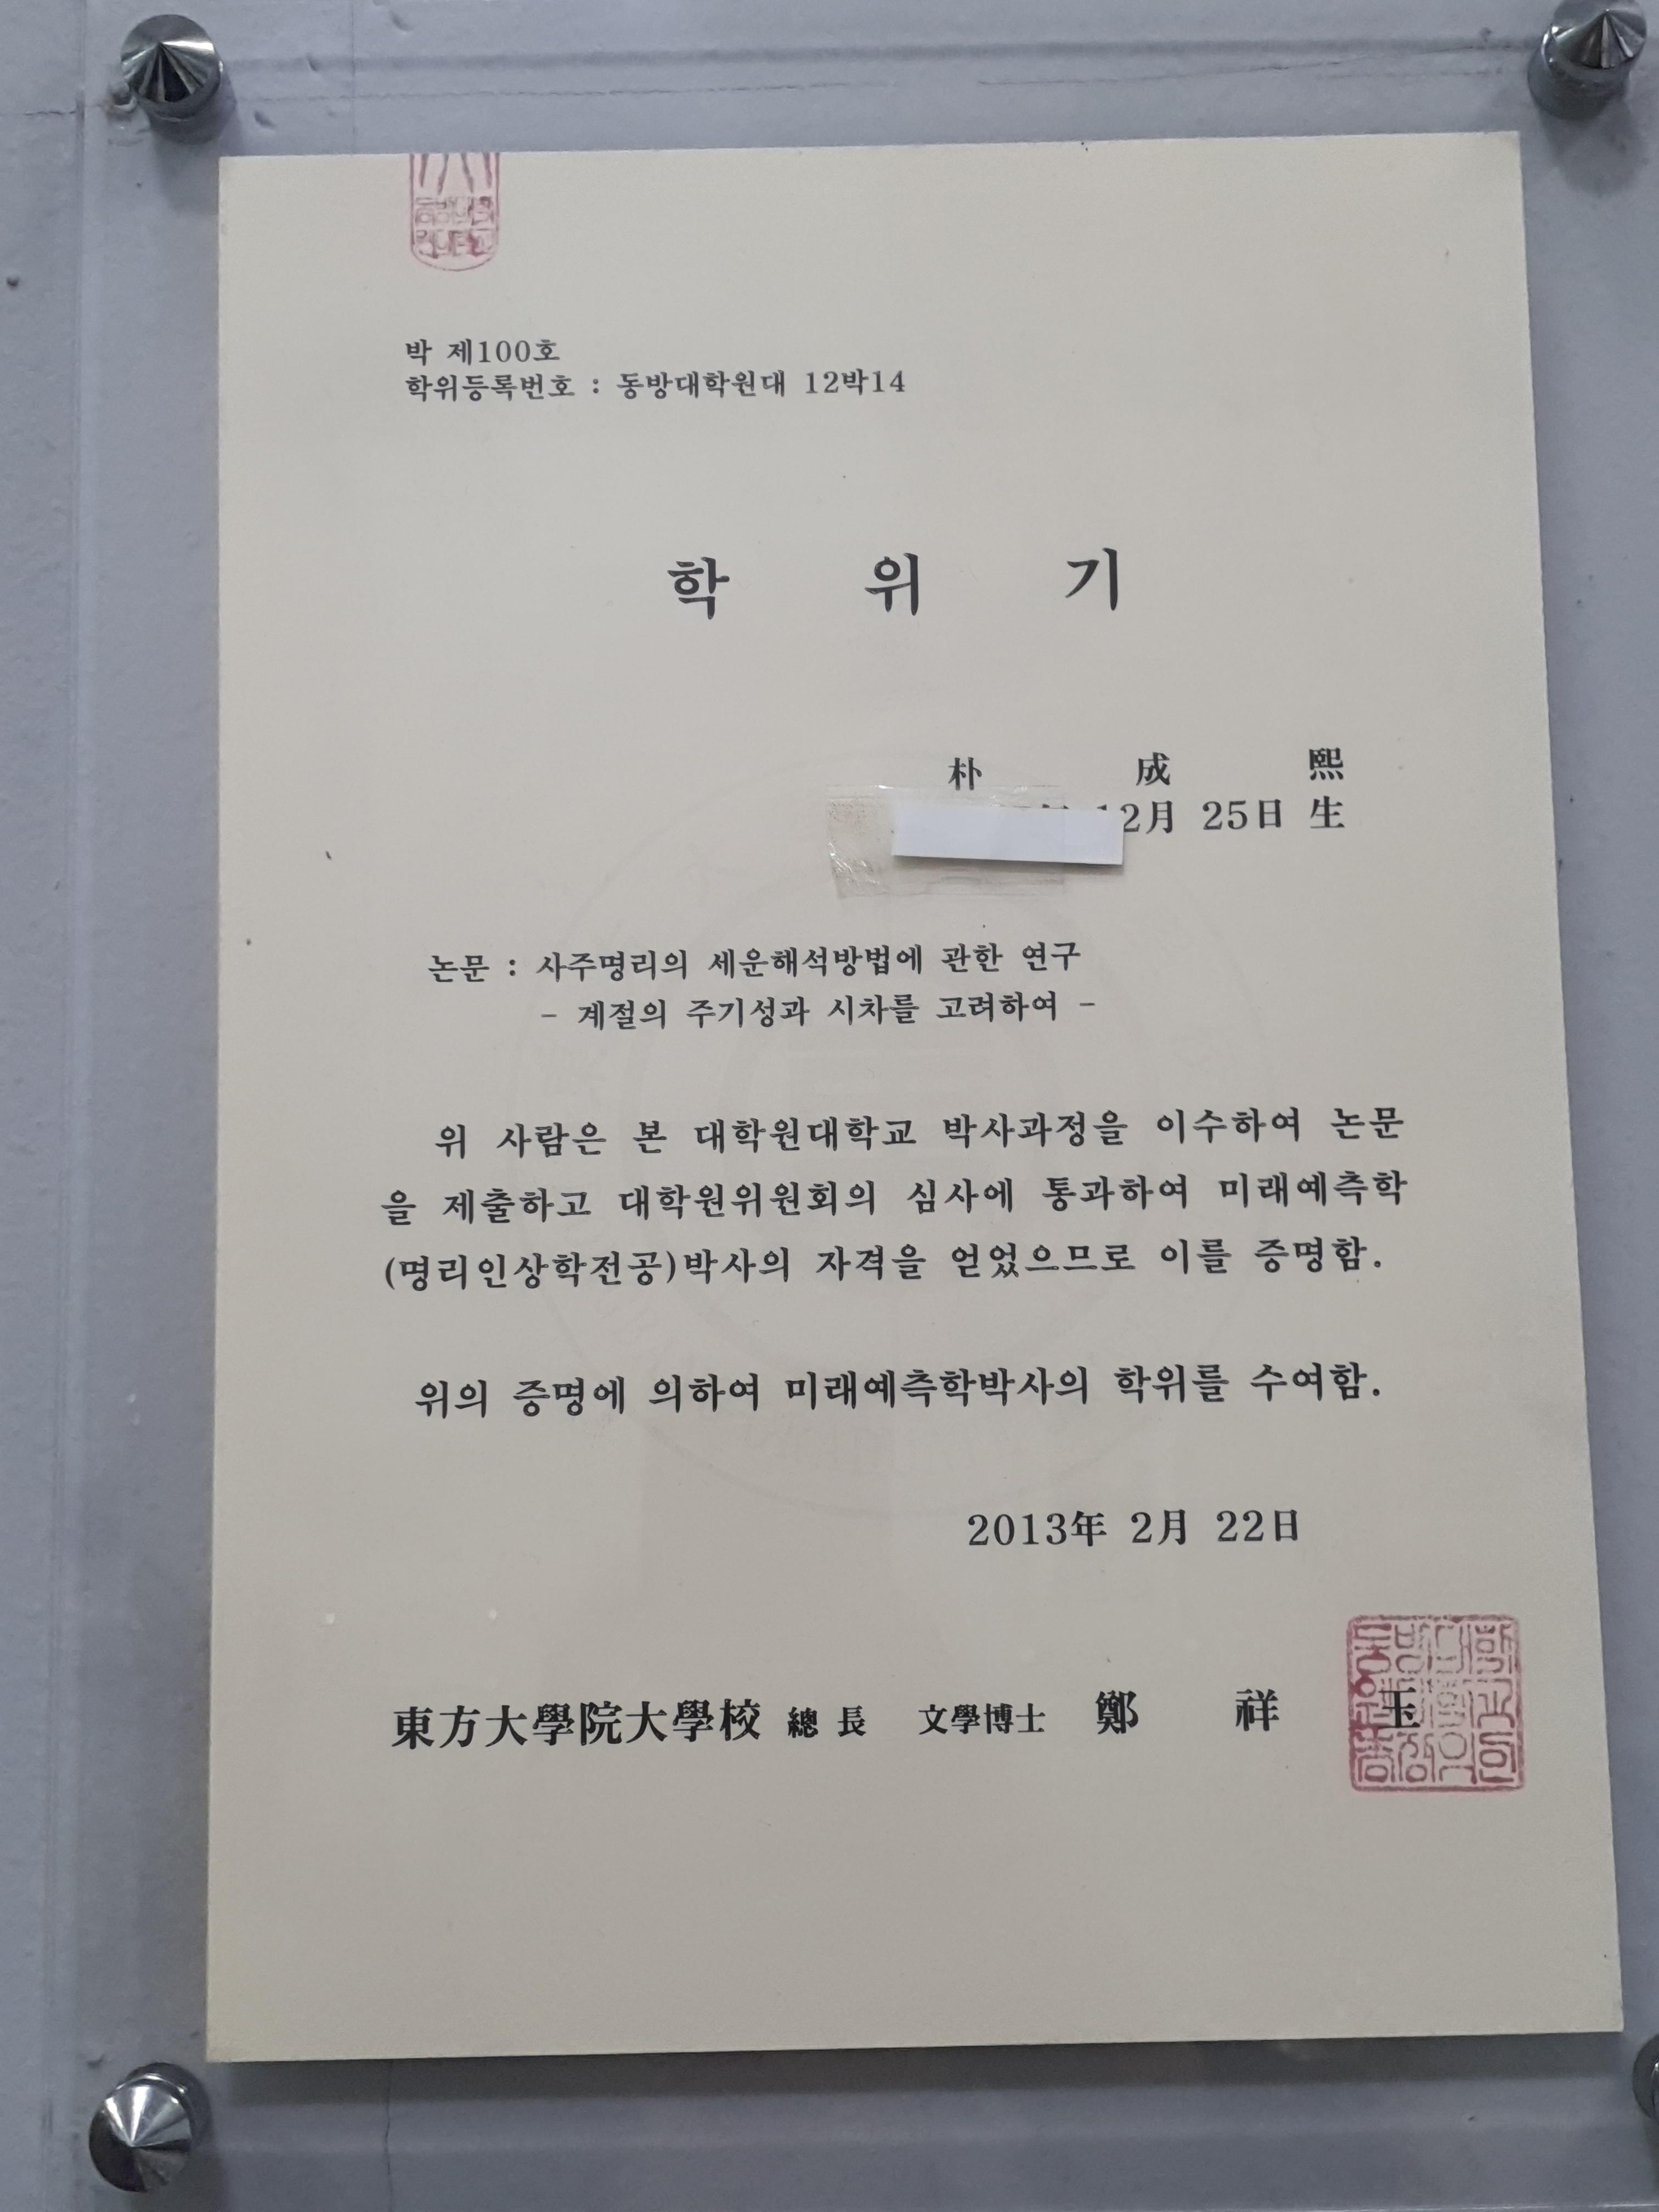 박 제100호
학위등록번호 : 동방대학원대 12박14
학 위 기
朴 成 熙
12月 25日 生
논문 : 사주명리의 세운해석방법에 관한 연구
- 계절의 주기성과 시차를 고려하여 -
위 사람은 본 대학원대학교 박사과정을 이수하여 논문
을 제출하고 대학원위원회의 심사에 통과하여 미래예측학
(명리인상학전공)박사의 자격을 얻었으므로 이를 증명함.
위의 증명에 의하여 미래예측학박사의 학위를 수여함.
2013年 2月 22日
東方大學院大學校 總 長 文學博士 鄭 祥 玉